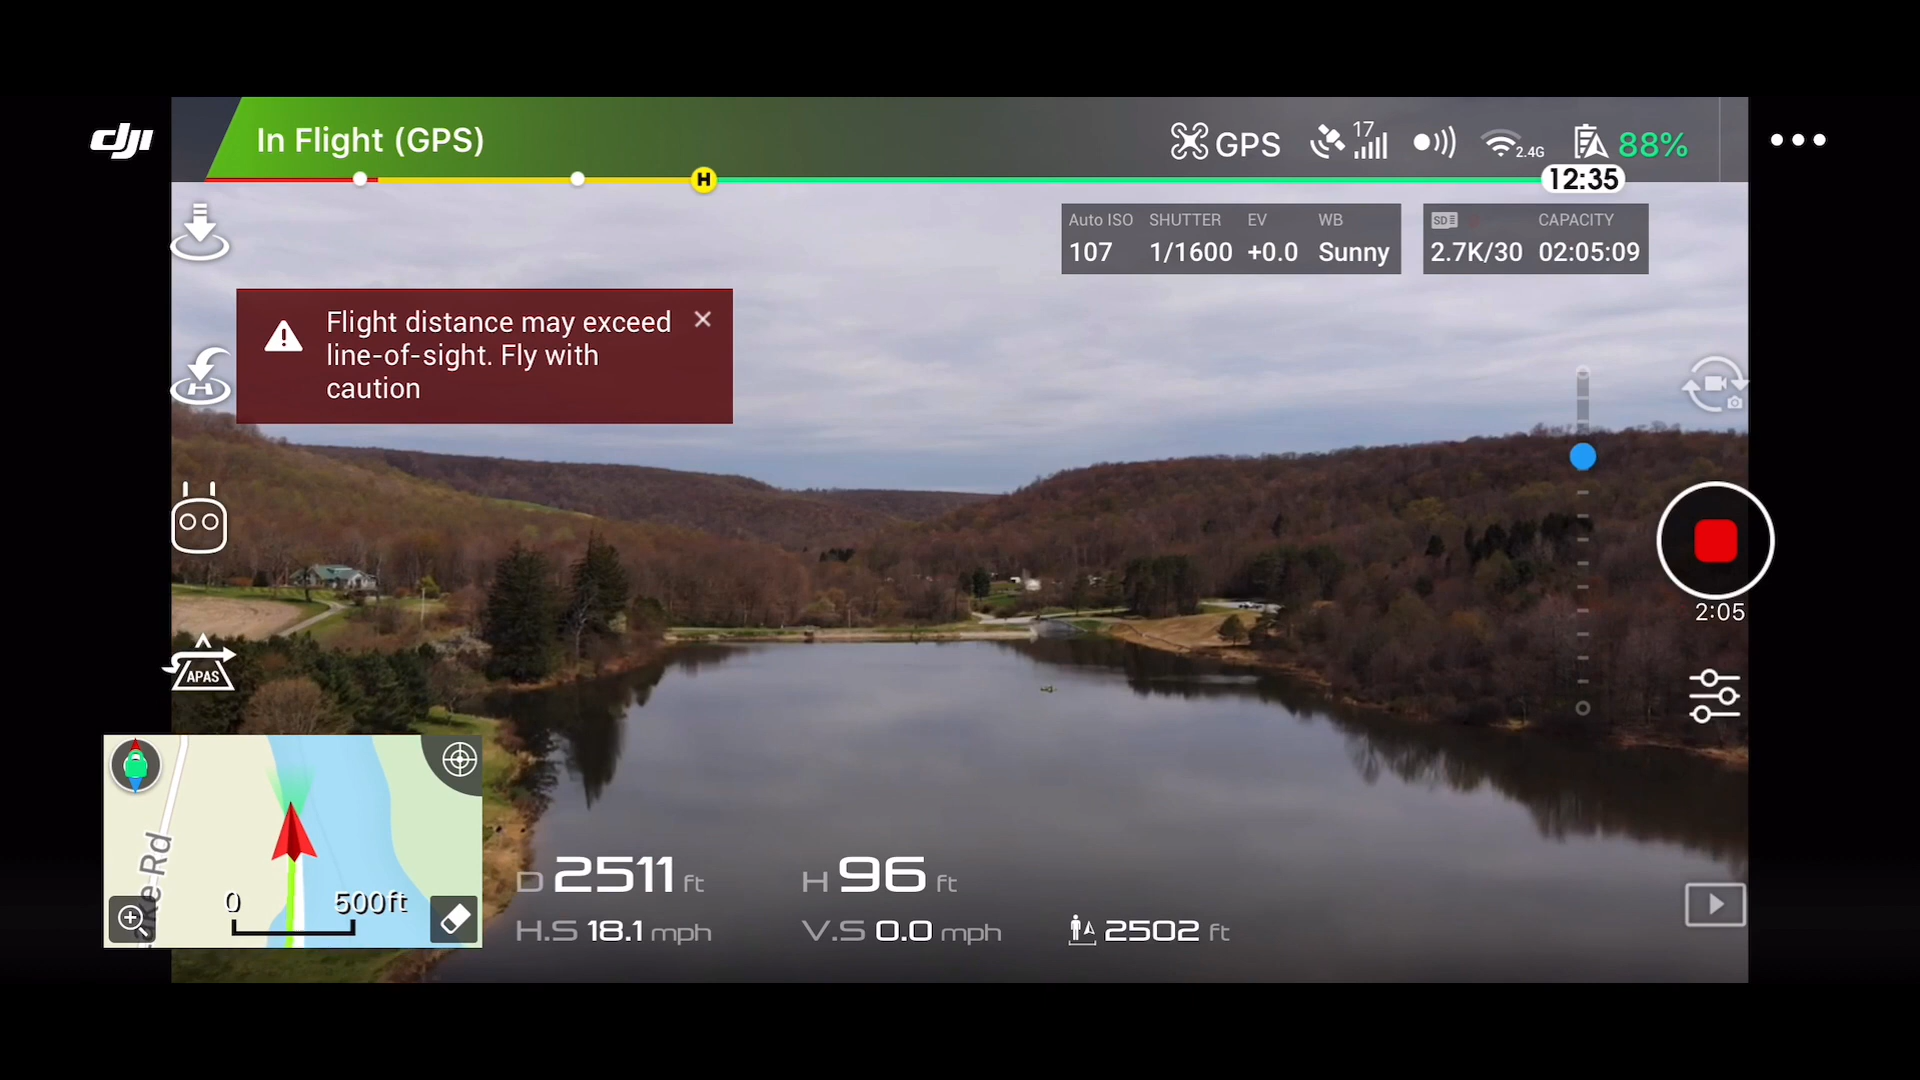 dji
In Flight (GPS)
GPS
17
2.4G
88%
H
12:35
Auto ISO SHUTTER EV WB
107 1/1600 +0.0 Sunny
SD CAPACITY
2.7K/30 02:05:09
Flight distance may exceed
line-of-sight. Fly with
caution
H
APAS
2:05
Lake Rd
0 500ft
D 2511 ft H 96 ft
H.S 18.1 mph V.S 0.0 mph 2502 ft